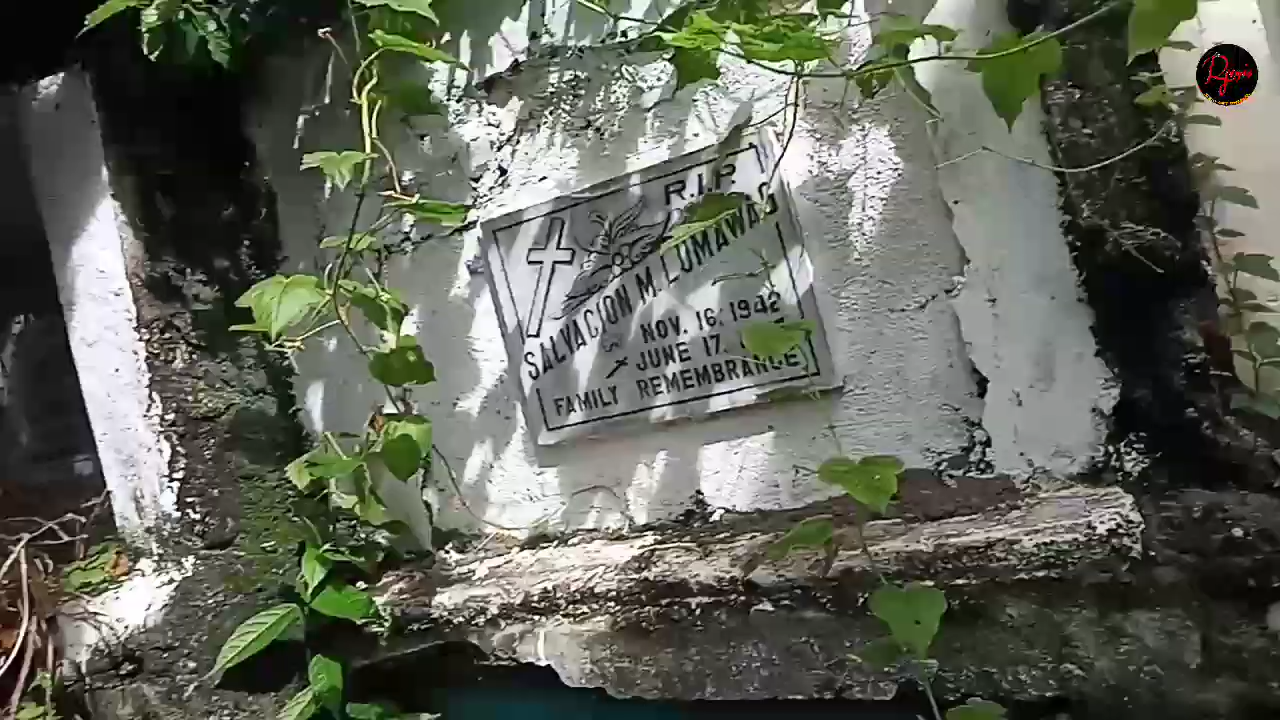 R.I.P
SALVACION M. LUMAWAG
NOV. 16, 1942
JUNE 17,
FAMILY REMEMBRANCE